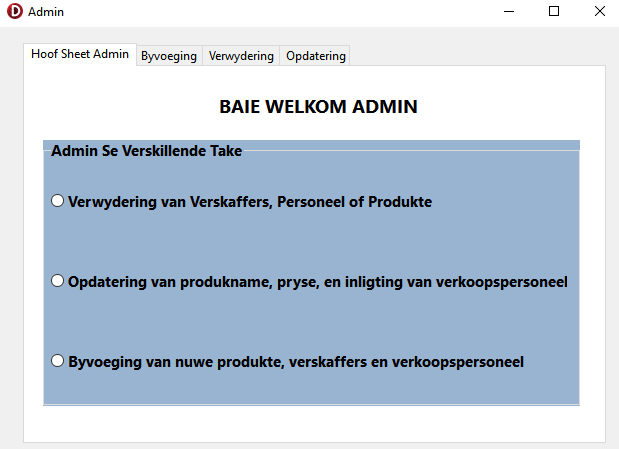 Admin
Hoof Sheet Admin
Byvoeging
Verwydering
Opdatering
BAIE WELKOM ADMIN
Admin Se Verskillende Take
Verwydering van Verskaffers, Personeel of Produkte
Opdatering van produkname, pryse, en inligting van verkoopspersoneel
Byvoeging van nuwe produkte, verskaffers en verkoopspersoneel